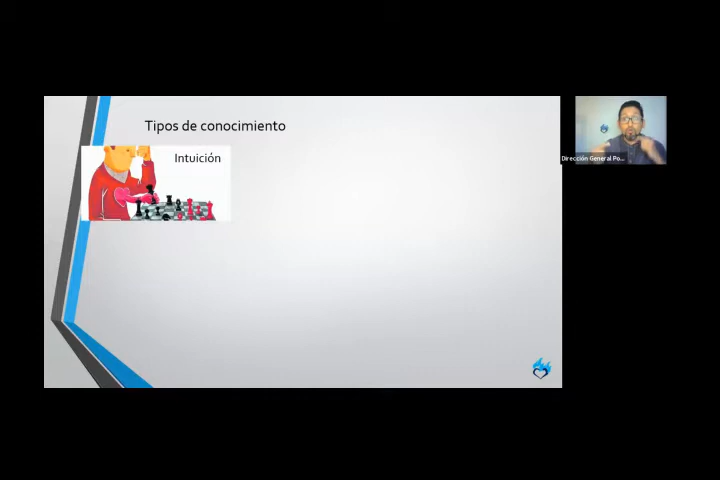 Tipos de conocimiento
Intuición
Dirección General Po...